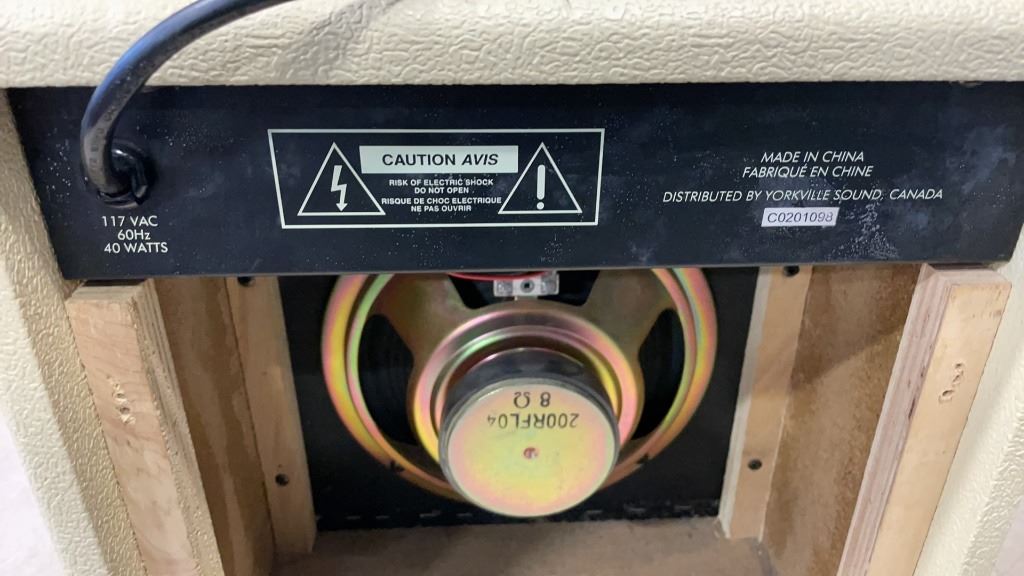 117 VAC
60Hz
40 WATTS
CAUTION AVIS
RISK OF ELECTRIC SHOCK
DO NOT OPEN
RISQUE DE CHOC ELECTRIQUE
NE PAS OUVRIR
MADE IN CHINA
FABRIQUÉ EN CHINE
DISTRIBUTED BY YORKVILLE SOUND, CANADA
C0201098
200RFL04
8 Ω